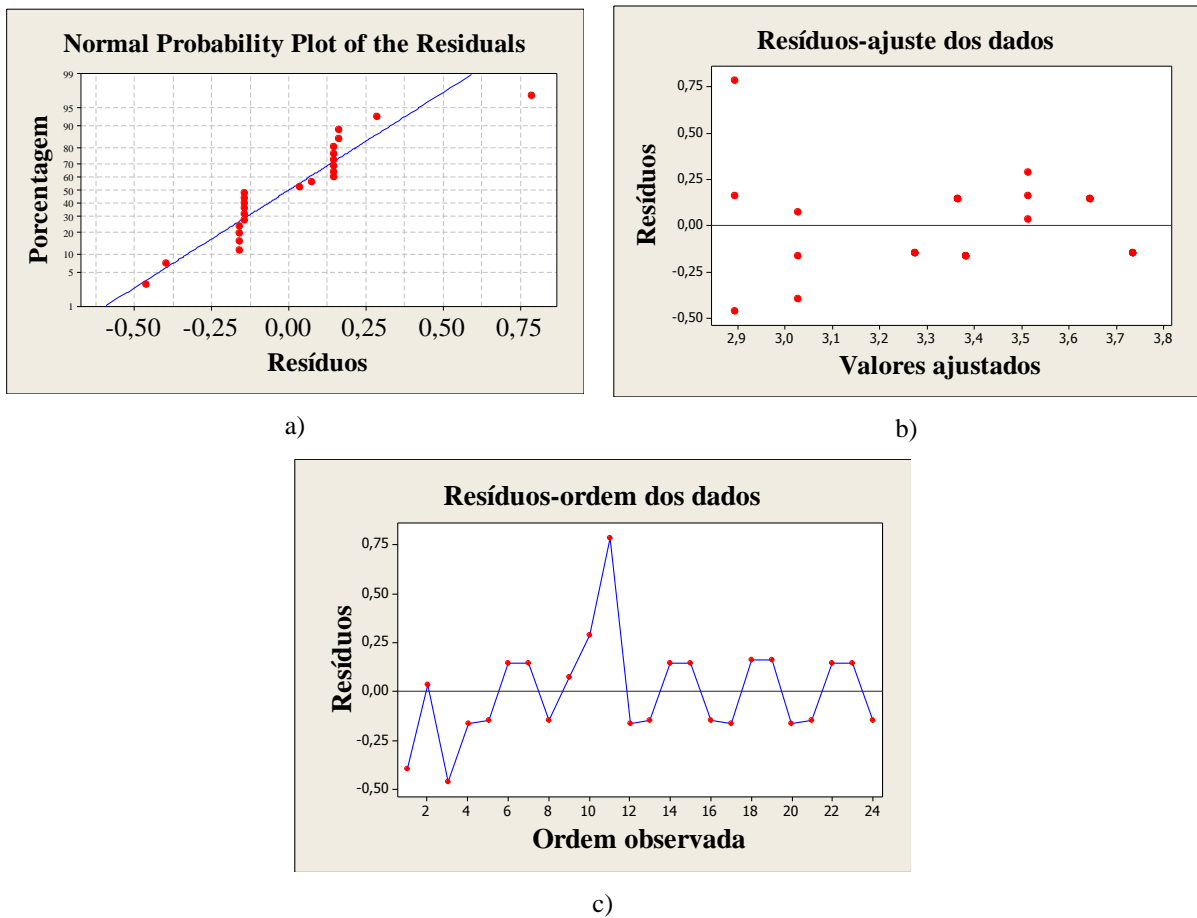 Normal Probability Plot of the Residuals
Porcentagem
99
95
90
80
70
60
50
40
30
20
10
5
1
-0,50 -0,25 0,00 0,25 0,50 0,75
Resíduos
a)
Resíduos-ajuste dos dados
Resíduos
0,75
0,50
0,25
0,00
-0,25
-0,50
2,9 3,0 3,1 3,2 3,3 3,4 3,5 3,6 3,7 3,8
Valores ajustados
b)
Resíduos-ordem dos dados
Resíduos
0,75
0,50
0,25
0,00
-0,25
-0,50
2 4 6 8 10 12 14 16 18 20 22 24
Ordem observada
c)